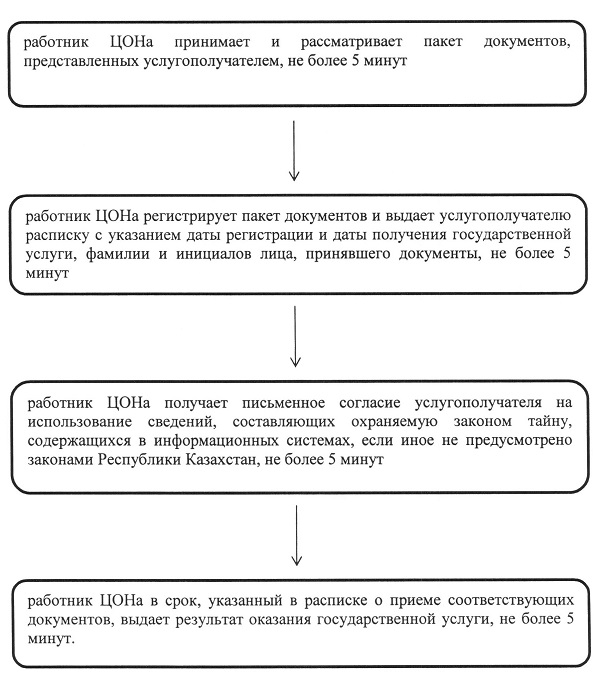 работник ЦОНа принимает и рассматривает пакет документов,
представленных услугополучателем, не более 5 минут
работник ЦОНа регистрирует пакет документов и выдает услугополучателю
расписку с указанием даты регистрации и даты получения государственной
услуги, фамилии и инициалов лица, принявшего документы, не более 5
минут
работник ЦОНа получает письменное согласие услугополучателя на
использование сведений, составляющих охраняемую законом тайну,
содержащихся в информационных системах, если иное не предусмотрено
законами Республики Казахстан, не более 5 минут
работник ЦОНа в срок, указанный в расписке о приеме соответствующих
документов, выдает результат оказания государственной услуги, не более 5
минут.